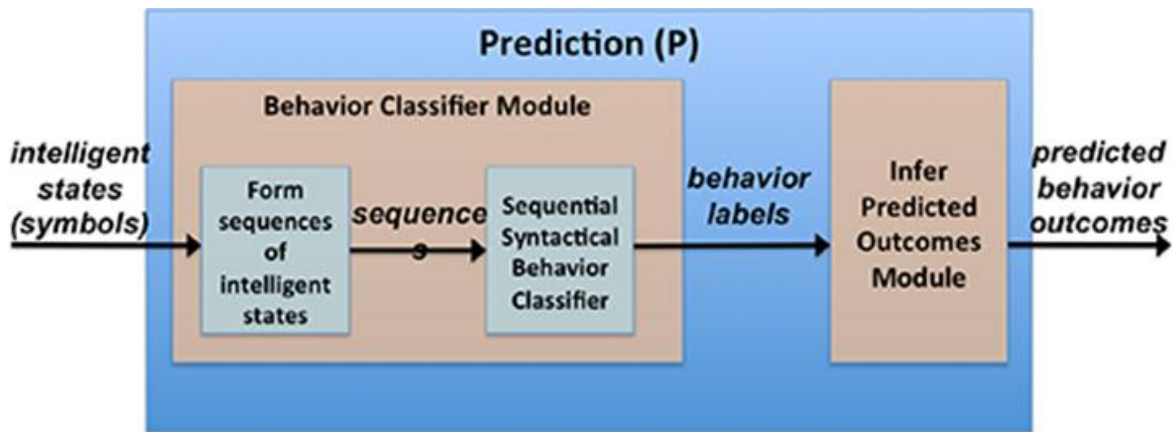 Prediction (P)
Behavior Classifier Module
intelligent
states
(symbols)
Form
sequences
of
intelligent
states
sequence
s
Sequential
Syntactical
Behavior
Classifier
behavior
labels
Infer
Predicted
Outcomes
Module
predicted
behavior
outcomes